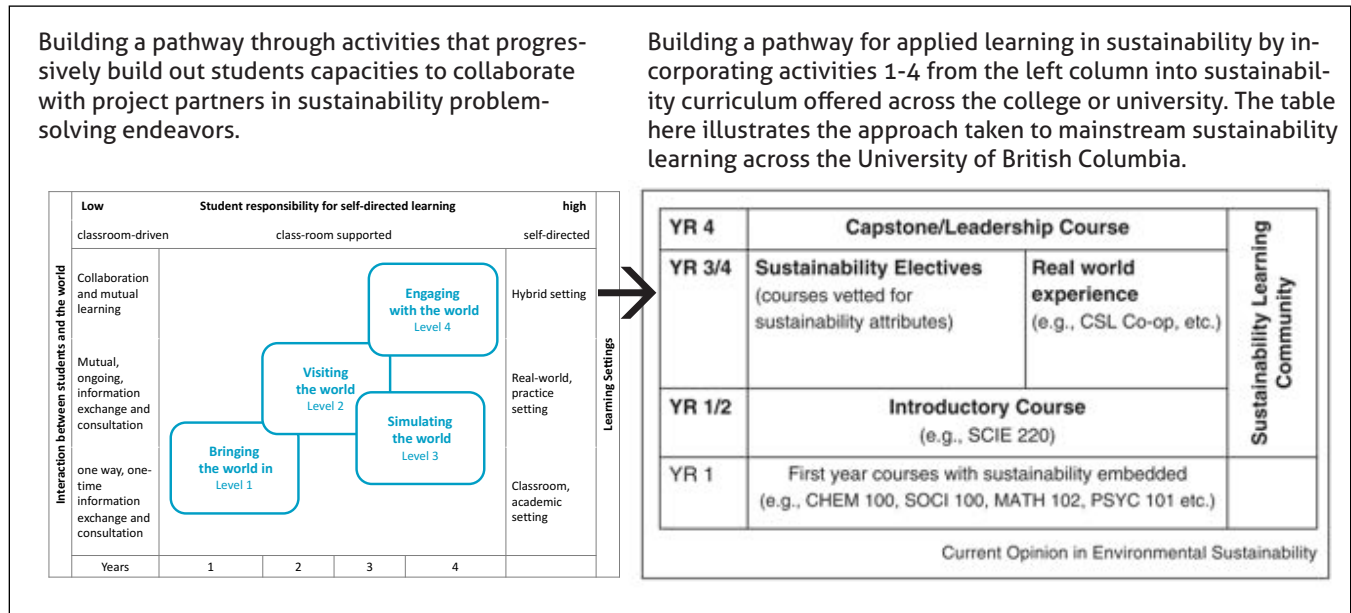 Building a pathway through activities that progres-
sively build out students capacities to collaborate
with project partners in sustainability problem-
solving endeavors.
Building a pathway for applied learning in sustainability by in-
corporating activities 1-4 from the left column into sustainabil-
ity curriculum offered across the college or university. The table
here illustrates the approach taken to mainstream sustainability
learning across the University of British Columbia.
Interaction between students and the world
Low Student responsibility for self-directed learning high
classroom-driven class-room supported self-directed
Collaboration
and mutual
learning
Engaging
with the world
Level 4
Hybrid setting
Mutual,
ongoing,
information
exchange and
consultation
Visiting
the world
Level 2
Simulating
the world
Level 3
Real-world,
practice
setting
one way, one-
time
information
exchange and
consultation
Bringing
the world in
Level 1
Classroom,
academic
setting
Learning Settings
Years 1 2 3 4
YR 4 Capstone/Leadership Course
YR 3/4 Sustainability Electives
(courses vetted for
sustainability attributes)
Real world
experience
(e.g., CSL Co-op, etc.)
YR 1/2 Introductory Course
(e.g., SCIE 220)
YR 1 First year courses with sustainability embedded
(e.g., CHEM 100, SOCI 100, MATH 102, PSYC 101 etc.)
Sustainability Learning
Community
Current Opinion in Environmental Sustainability